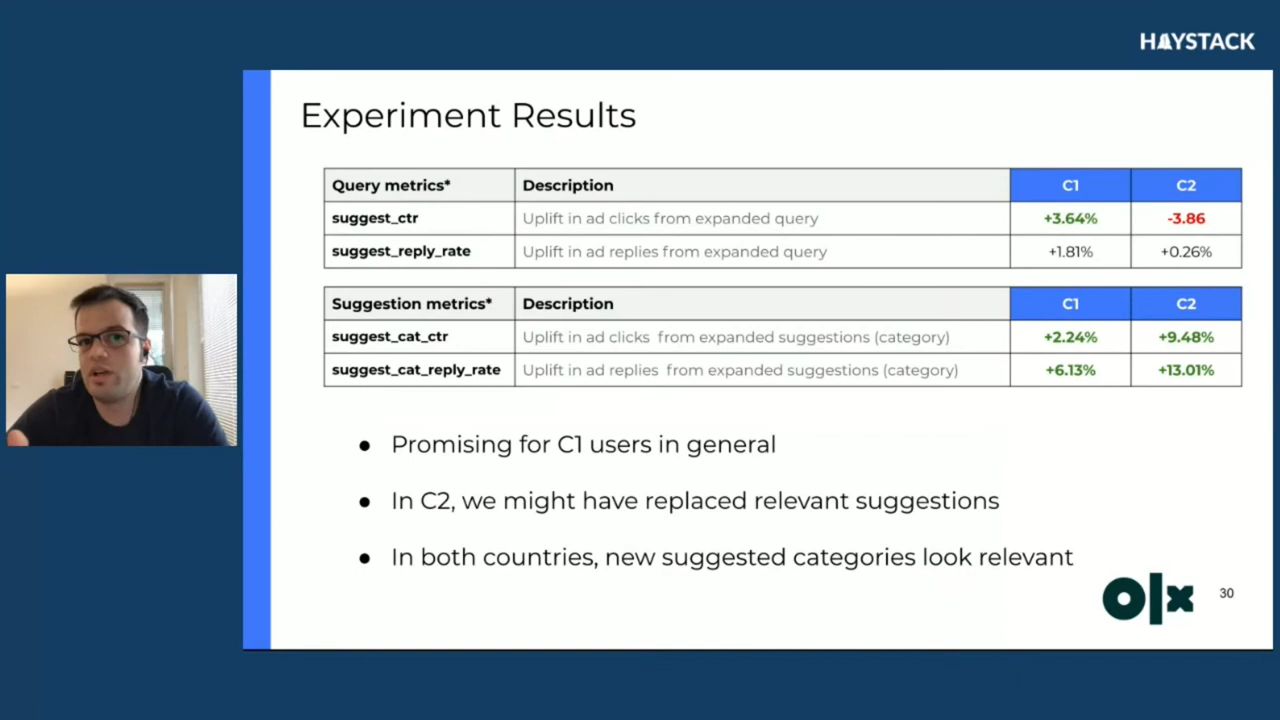 HAYSTACK
Experiment Results
Query metrics* Description C1 C2
suggest_ctr Uplift in ad clicks from expanded query +3.64% -3.86
suggest_reply_rate Uplift in ad replies from expanded query +1.81% +0.26%
Suggestion metrics* Description C1 C2
suggest_cat_ctr Uplift in ad clicks from expanded suggestions (category) +2.24% +9.48%
suggest_cat_reply_rate Uplift in ad replies from expanded suggestions (category) +6.13% +13.01%
● Promising for C1 users in general
● In C2, we might have replaced relevant suggestions
● In both countries, new suggested categories look relevant
olx
30